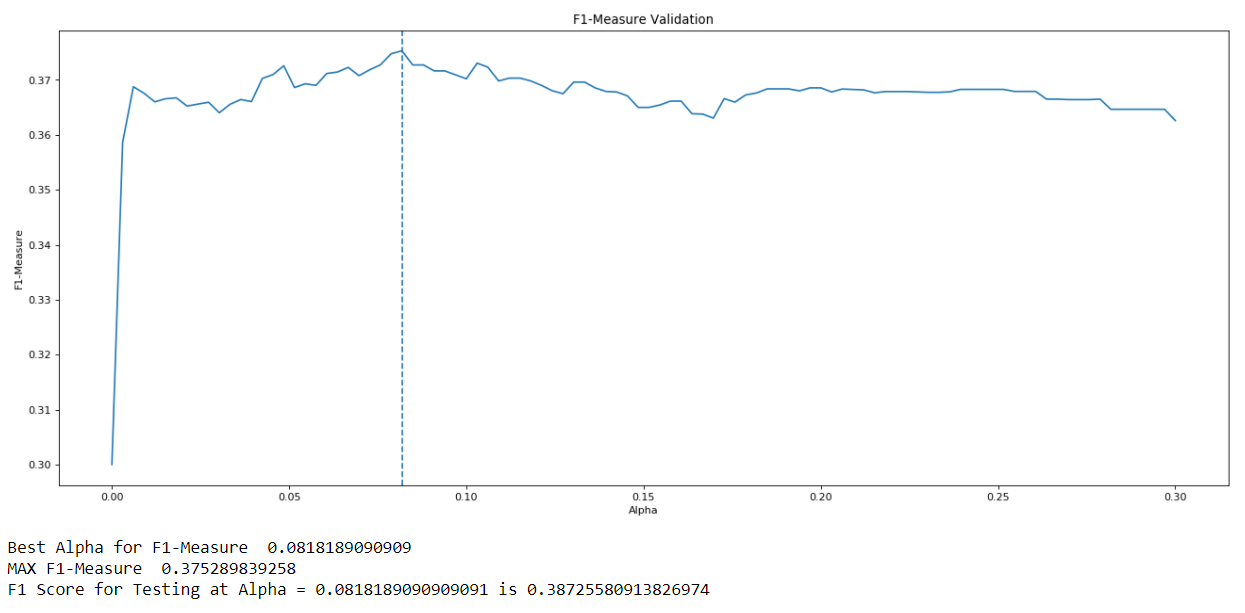 F1-Measure Validation
F1-Measure
0.37
0.36
0.35
0.34
0.33
0.32
0.31
0.30
0.00 0.05 0.10 0.15 0.20 0.25 0.30
Alpha
Best Alpha for F1-Measure  0.0818189090909
MAX F1-Measure  0.375289839258
F1 Score for Testing at Alpha = 0.0818189090909091 is 0.38725580913826974